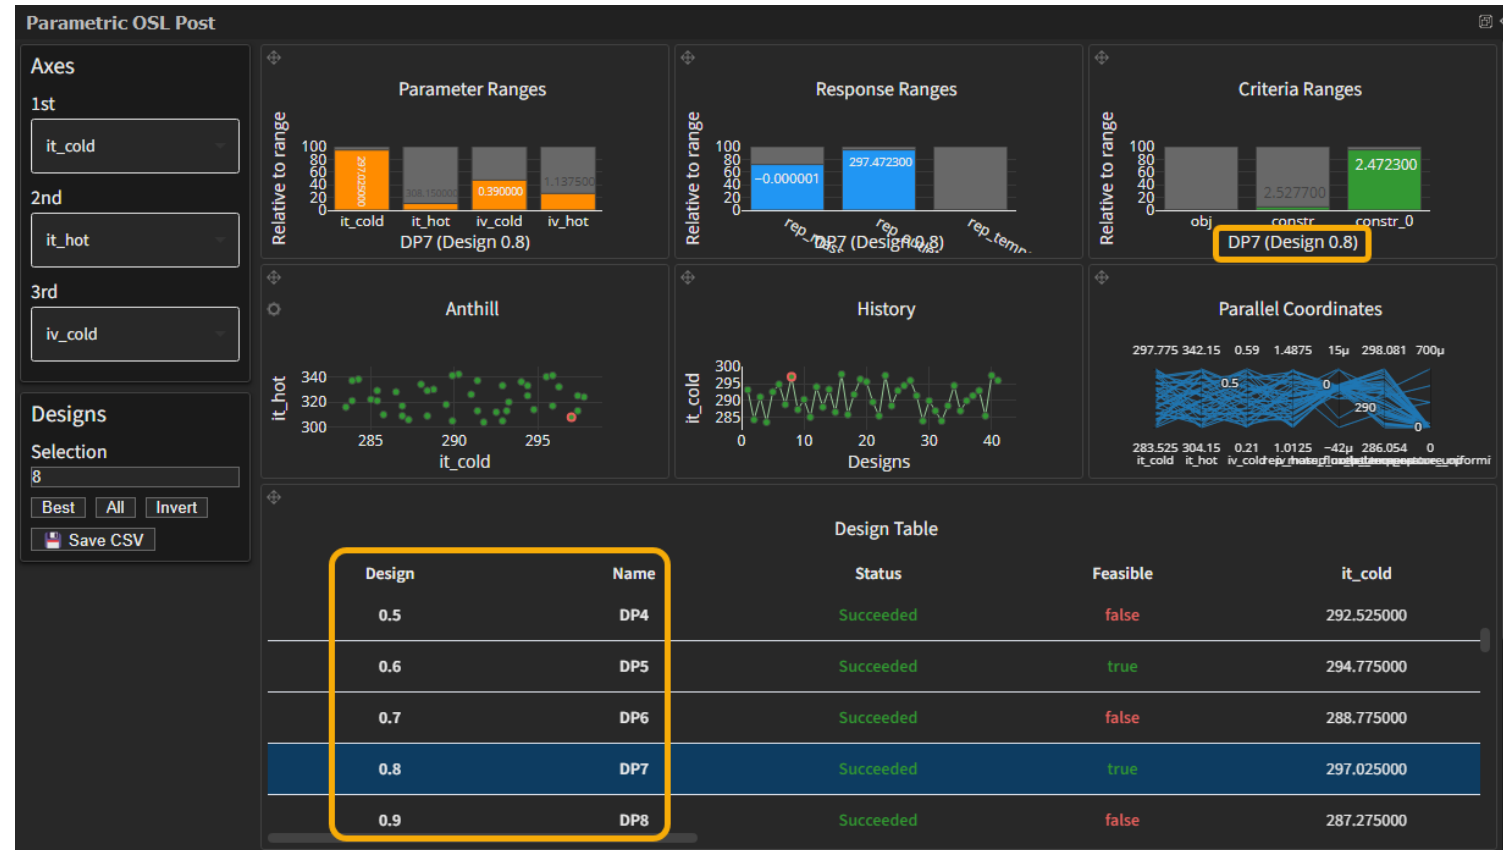 Parametric OSL Post
Axes
1st
it_cold
2nd
it_hot
3rd
iv_cold
Designs
Selection
8
Best All Invert
Save CSV
Parameter Ranges
Relative to range
100
80
60
40
20
0
297.025000
308.150000
0.390000
1.137500
it_cold it_hot iv_cold iv_hot
DP7 (Design 0.8)
Response Ranges
Relative to range
100
80
60
40
20
0
−0.000001
297.472300
rep_temp_
DP7 (Design 0.8)
Criteria Ranges
Relative to range
100
80
60
40
20
0
2.527700
2.472300
obj constr constr_0
DP7 (Design 0.8)
Anthill
it_hot
340
320
300
285 290 295
it_cold
History
it_cold
300
295
290
285
0 10 20 30 40
Designs
Parallel Coordinates
297.775 342.15 0.59 1.4875 15μ 298.081 700μ
0.5 0
290
0
283.525 304.15 0.21 1.0125 −42μ 286.054 0
it_cold it_hot iv_cold
Design Table
Design Name Status Feasible it_cold
0.5 DP4 Succeeded false 292.525000
0.6 DP5 Succeeded true 294.775000
0.7 DP6 Succeeded false 288.775000
0.8 DP7 Succeeded true 297.025000
0.9 DP8 Succeeded false 287.275000